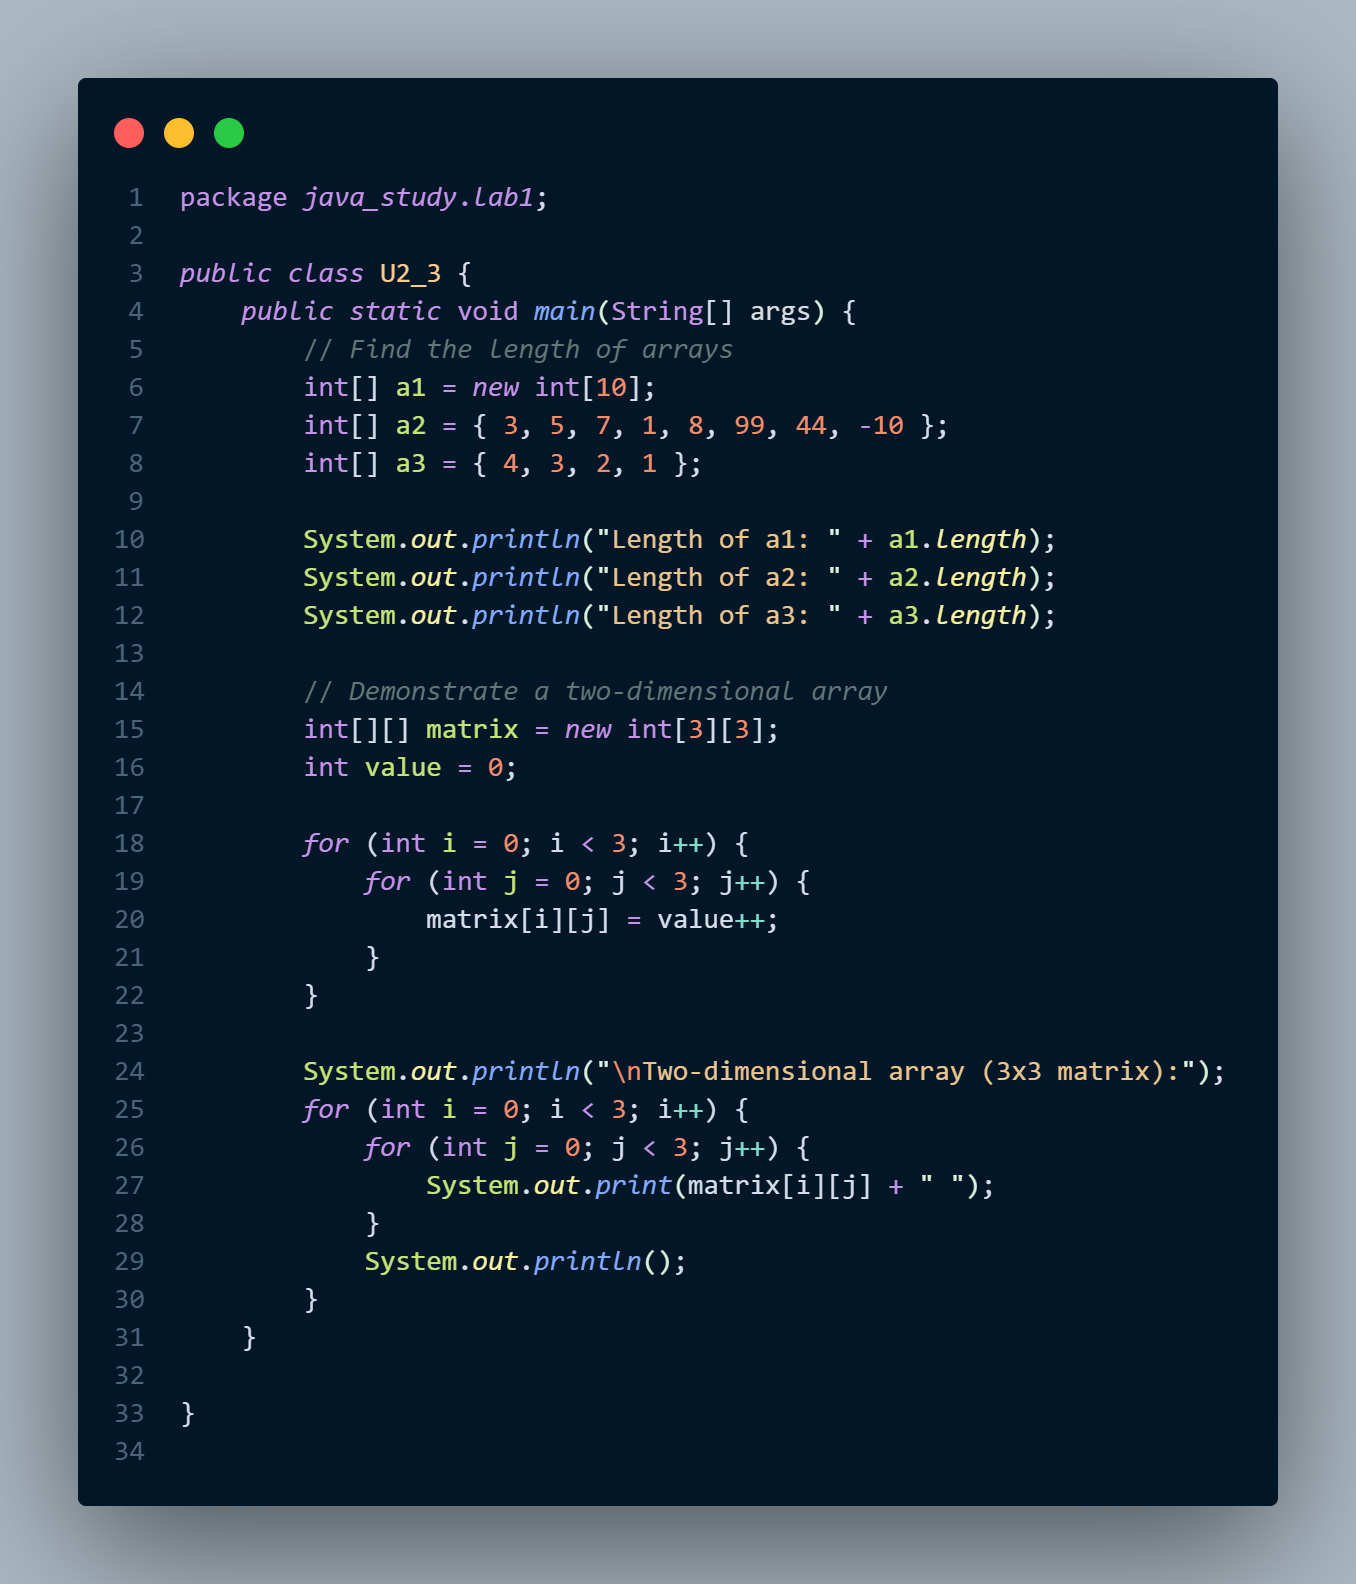 1 package java_study.lab1;
2
3 public class U2_3 {
4     public static void main(String[] args) {
5         // Find the length of arrays
6         int[] a1 = new int[10];
7         int[] a2 = { 3, 5, 7, 1, 8, 99, 44, -10 };
8         int[] a3 = { 4, 3, 2, 1 };
9
10         System.out.println("Length of a1: " + a1.length);
11         System.out.println("Length of a2: " + a2.length);
12         System.out.println("Length of a3: " + a3.length);
13
14         // Demonstrate a two-dimensional array
15         int[][] matrix = new int[3][3];
16         int value = 0;
17
18         for (int i = 0; i < 3; i++) {
19             for (int j = 0; j < 3; j++) {
20                 matrix[i][j] = value++;
21             }
22         }
23
24         System.out.println("\nTwo-dimensional array (3x3 matrix):");
25         for (int i = 0; i < 3; i++) {
26             for (int j = 0; j < 3; j++) {
27                 System.out.print(matrix[i][j] + " ");
28             }
29             System.out.println();
30         }
31     }
32
33 }
34